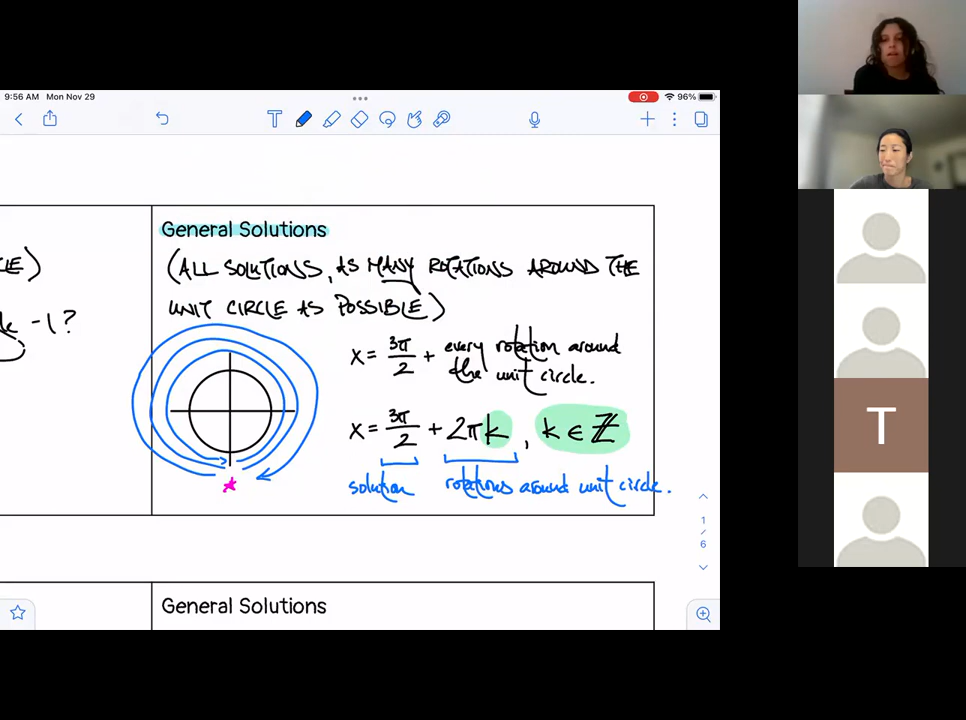 9:56 AM Mon Nov 29
96%
General Solutions
(ALL SOLUTIONS, AS MANY ROTATIONS AROUND THE
UNIT CIRCLE AS POSSIBLE)
-1?
x = 3π/2 + every rotation around
the unit circle.
x = 3π/2 + 2πk, k ∈ ℤ
solution rotations around unit circle.
1
/
6
General Solutions
T